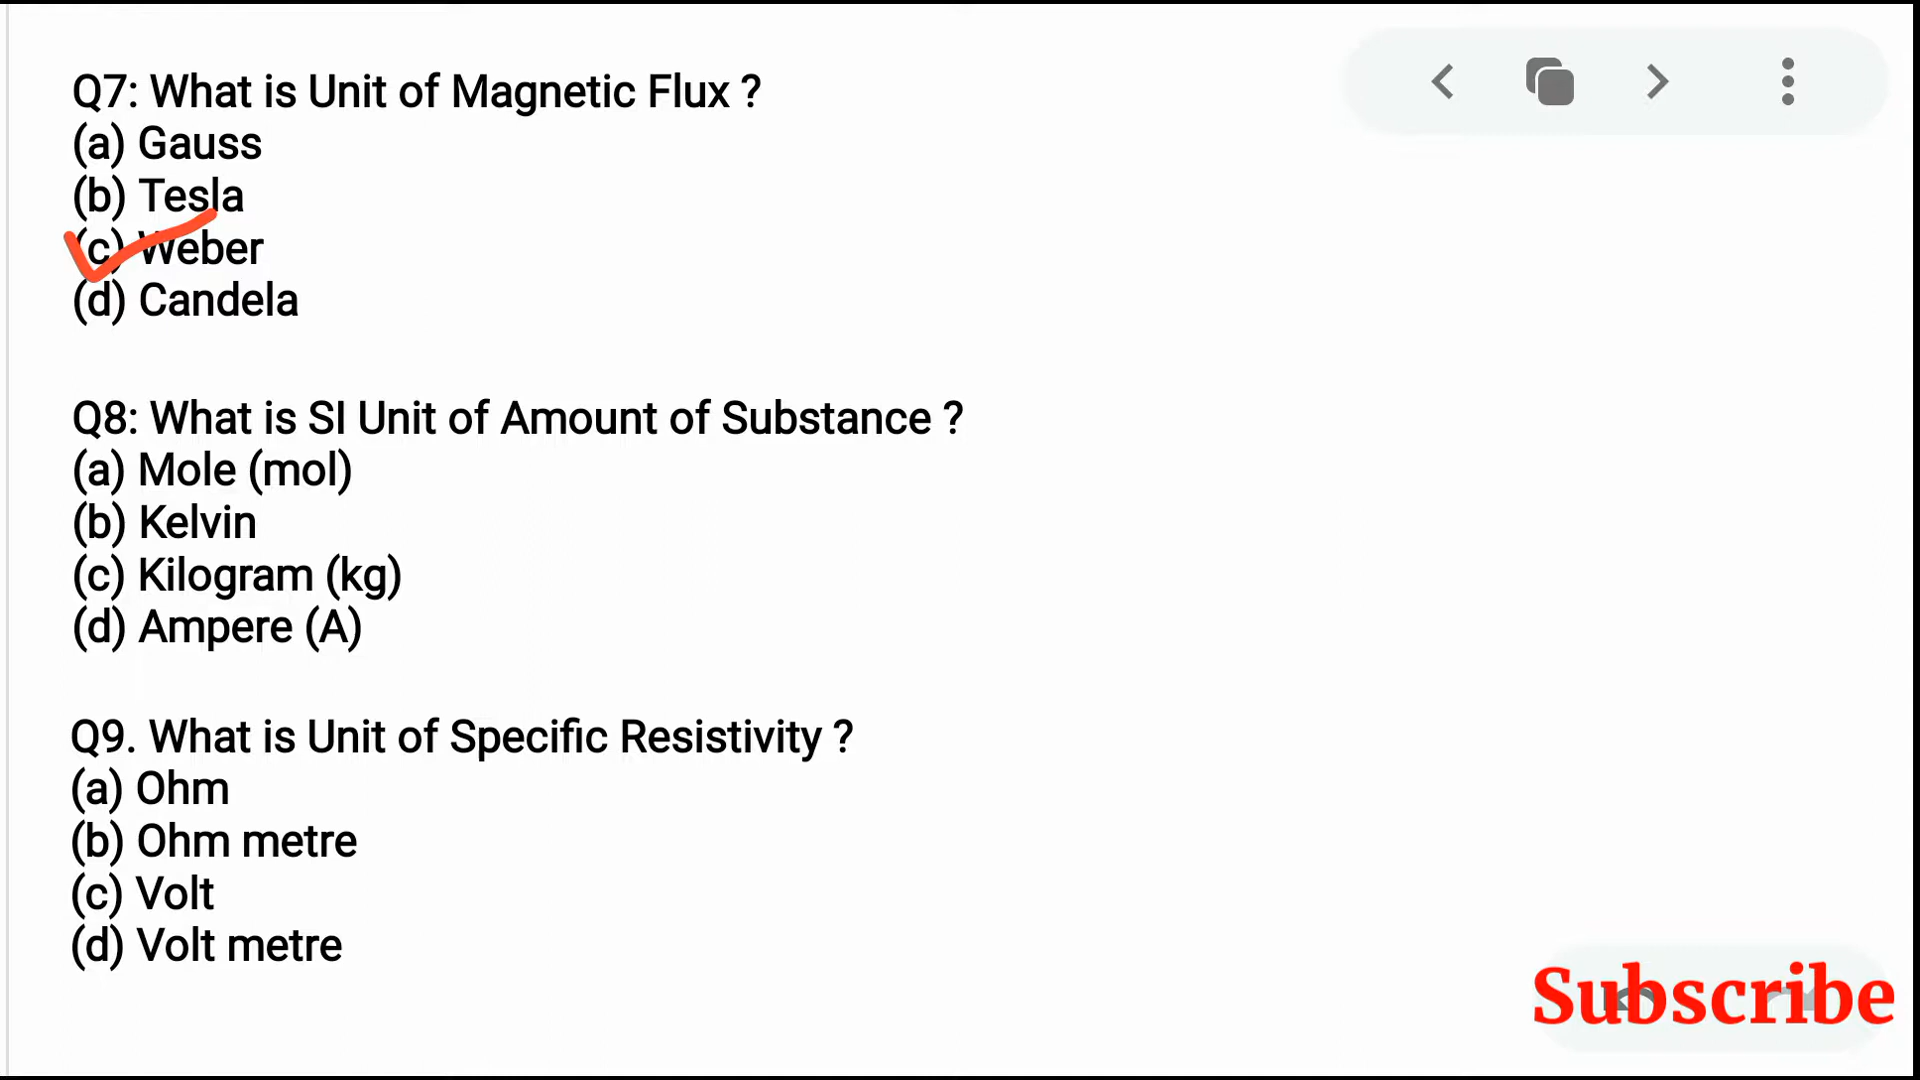 Q7: What is Unit of Magnetic Flux ?
(a) Gauss
(b) Tesla
(c) Weber
(d) Candela
Q8: What is SI Unit of Amount of Substance ?
(a) Mole (mol)
(b) Kelvin
(c) Kilogram (kg)
(d) Ampere (A)
Q9. What is Unit of Specific Resistivity ?
(a) Ohm
(b) Ohm metre
(c) Volt
(d) Volt metre
Subscribe